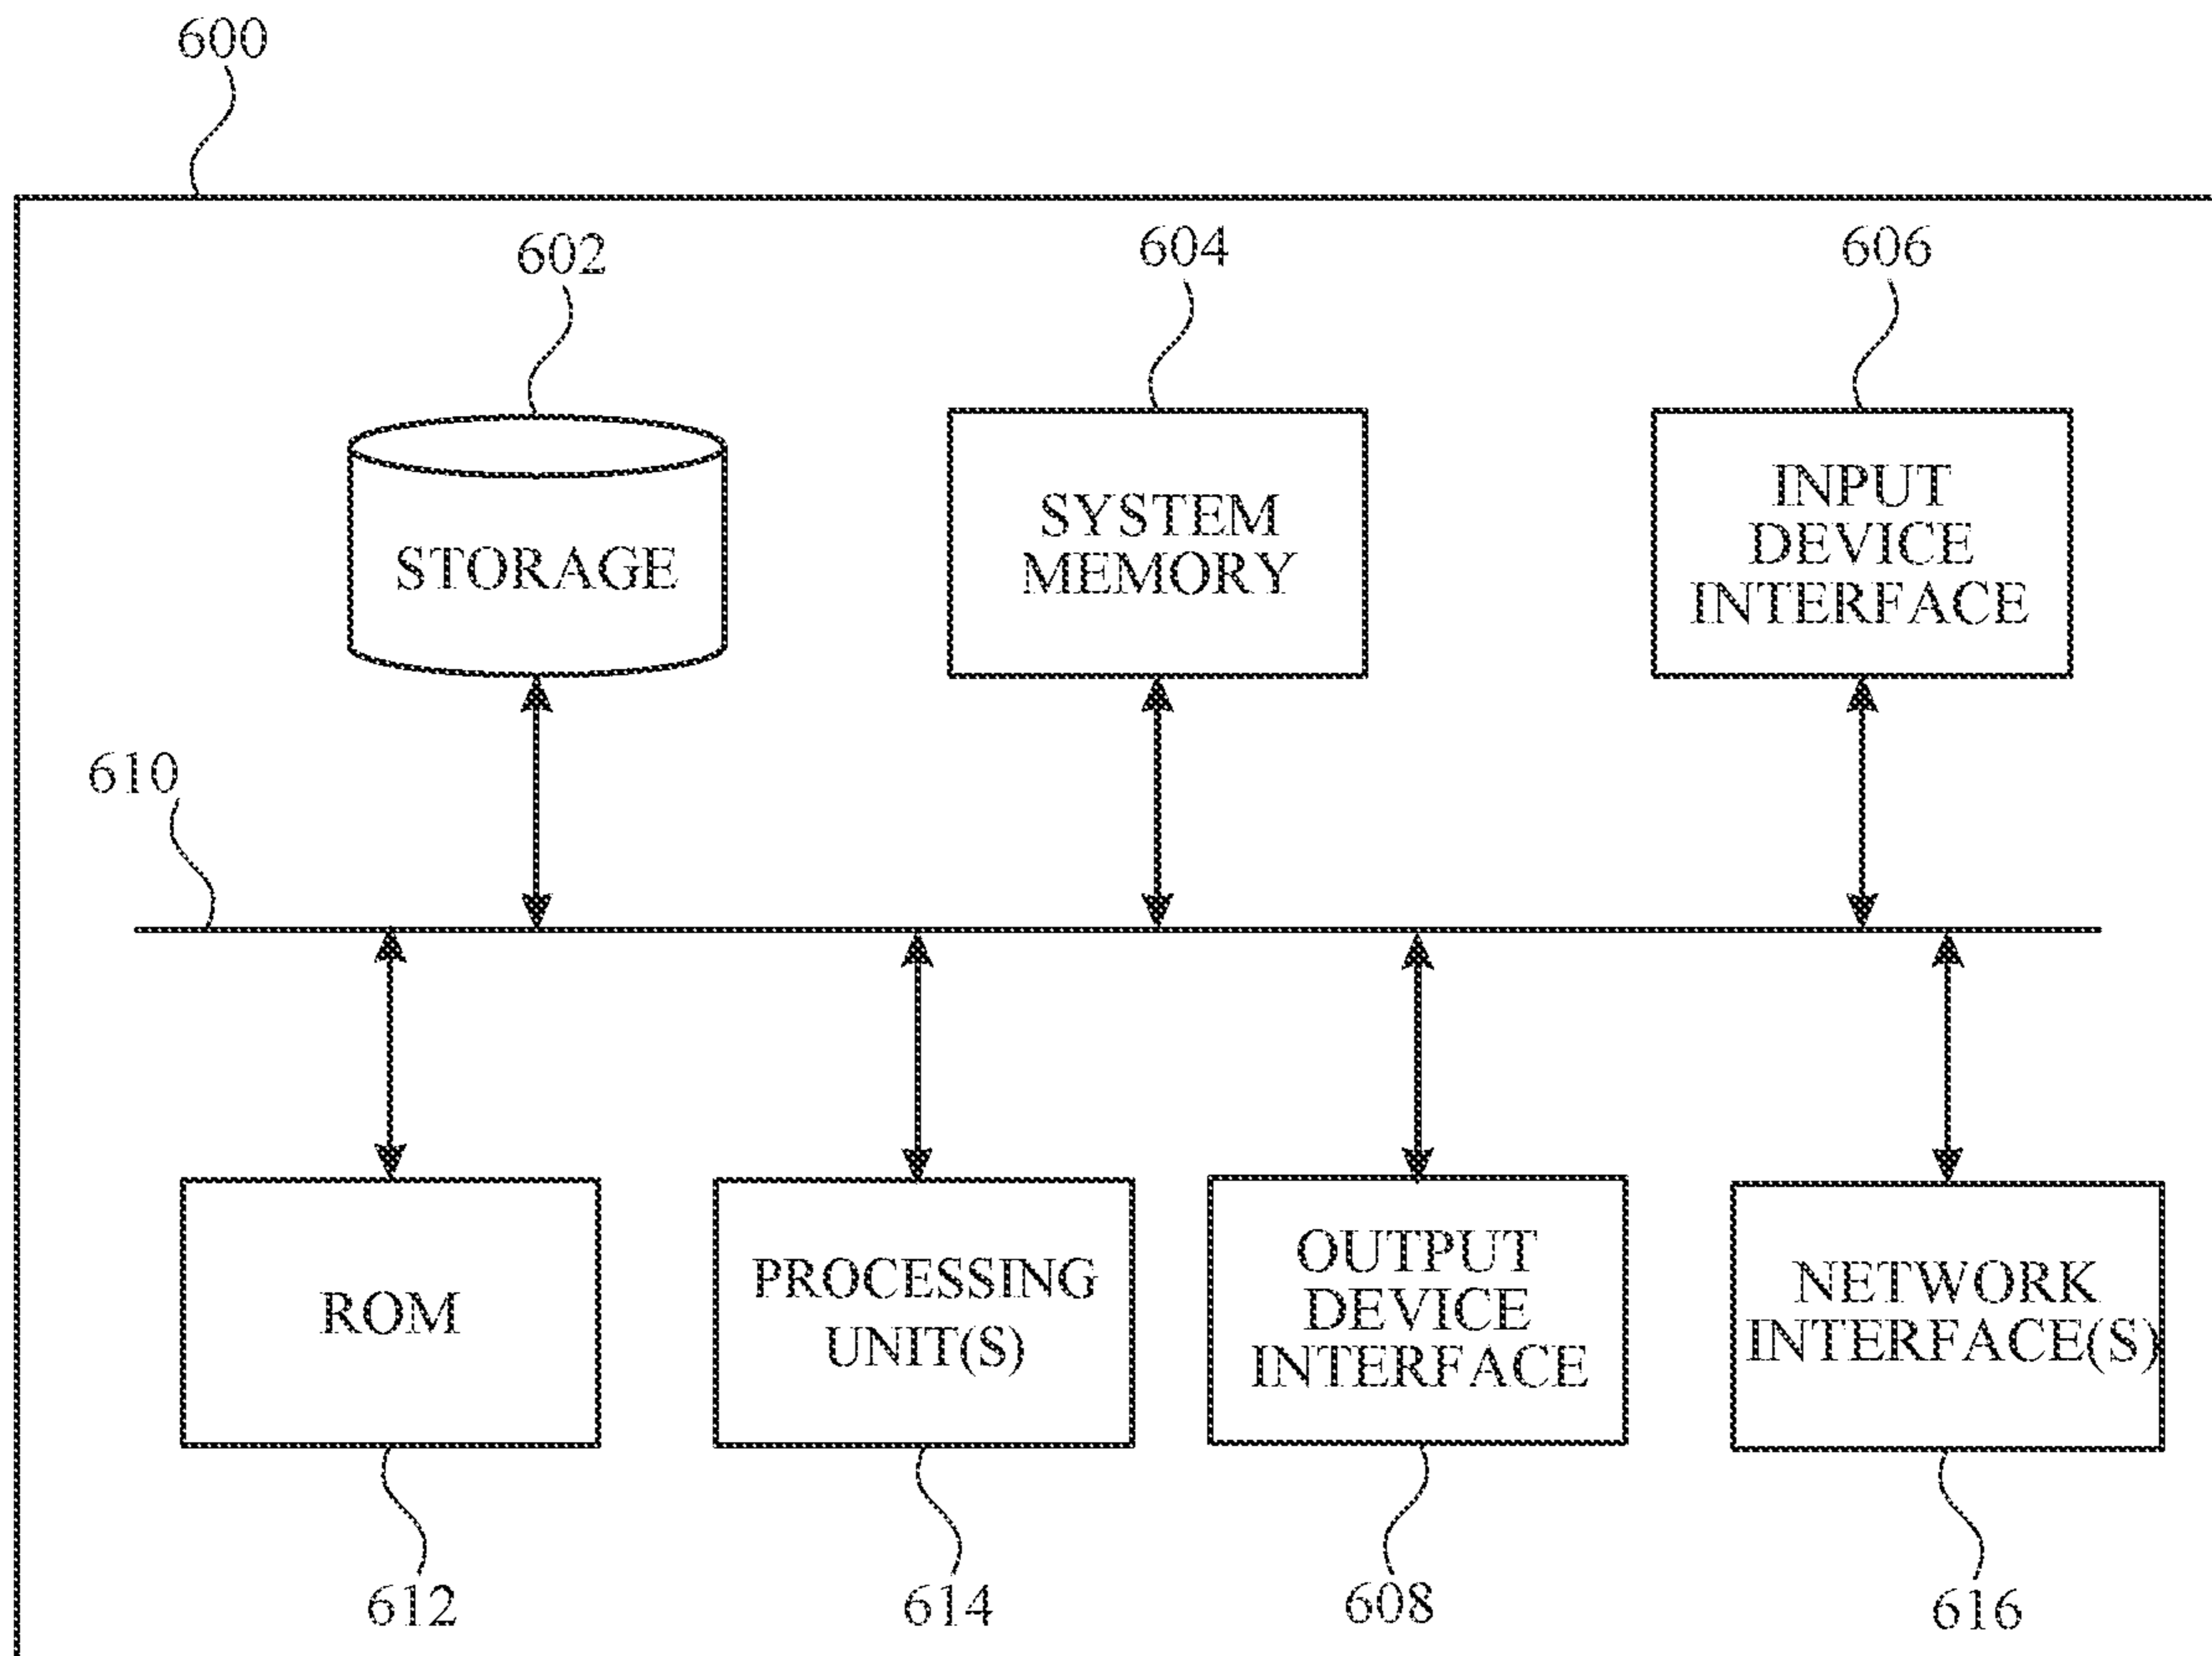 600
602
604
606
STORAGE
SYSTEM
MEMORY
INPUT
DEVICE
INTERFACE
610
ROM
PROCESSING
UNIT(S)
OUTPUT
DEVICE
INTERFACE
NETWORK
INTERFACE(S)
612
614
608
616